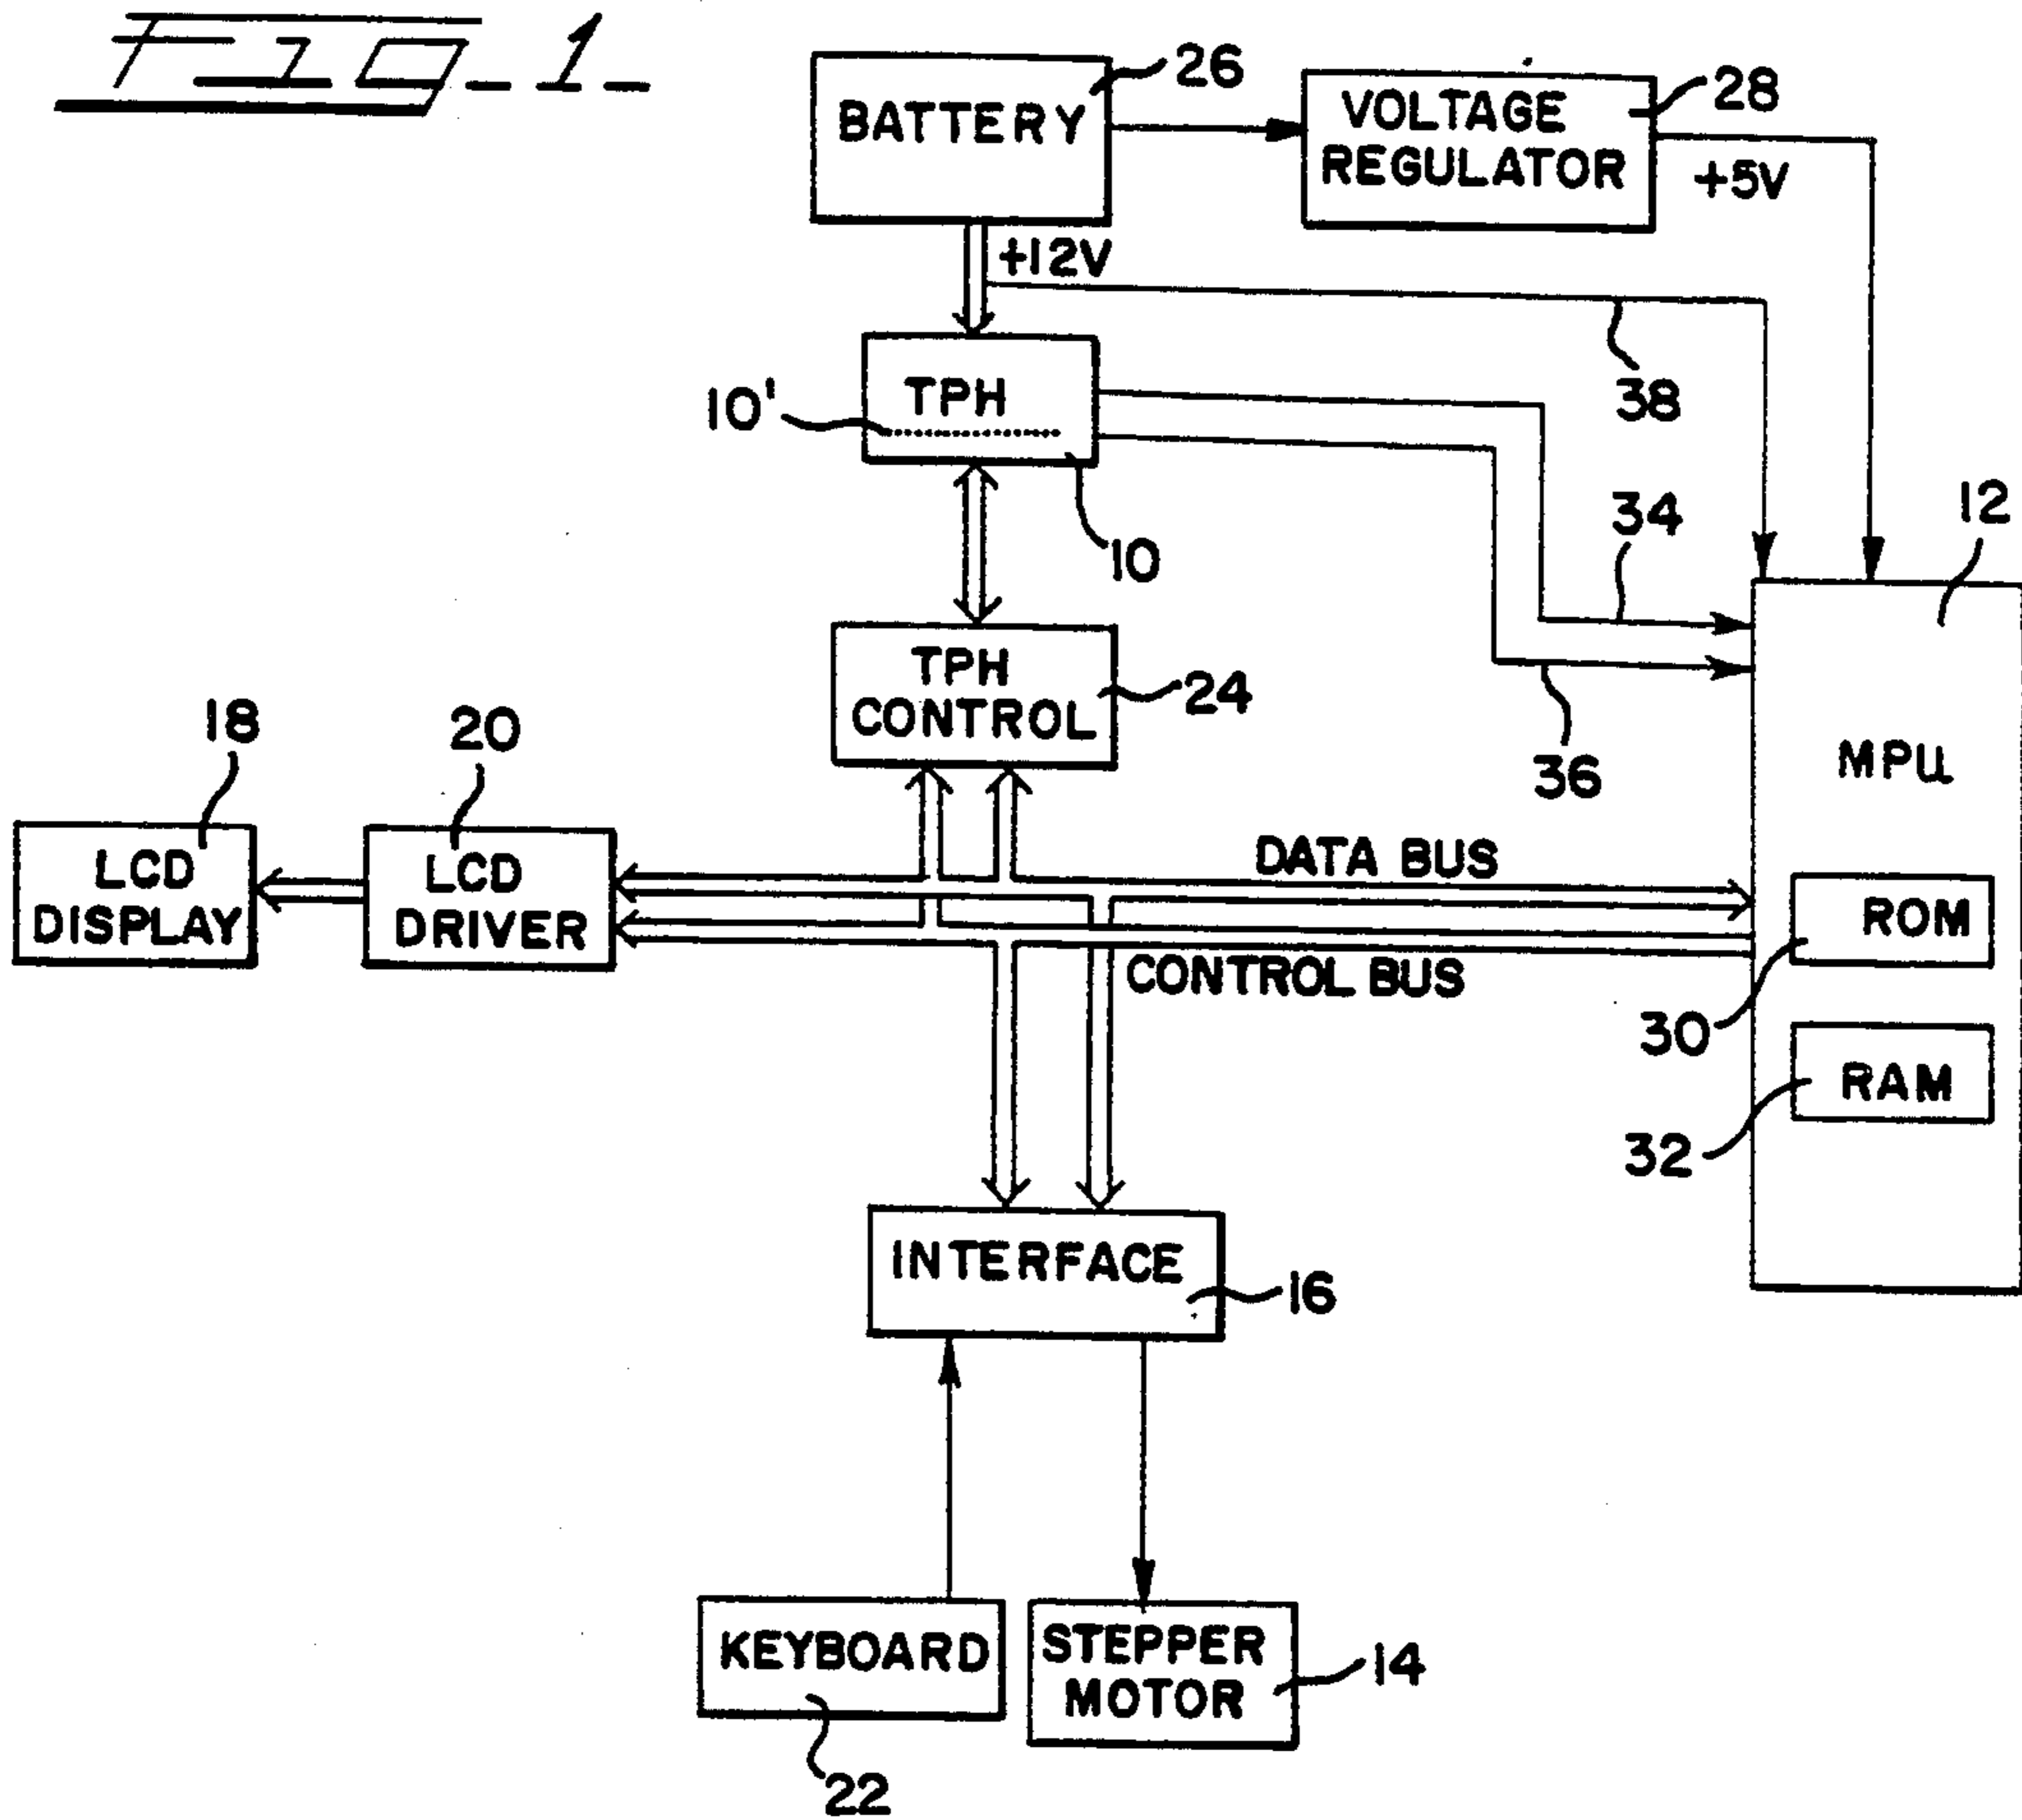 FIG_1_
26
BATTERY
28
VOLTAGE
REGULATOR
+5V
+12V
38
10'
TPH
10
34
12
TPH
CONTROL
24
36
MPU
18
20
LCD
DISPLAY
LCD
DRIVER
DATA BUS
CONTROL BUS
ROM
30
RAM
32
INTERFACE
16
KEYBOARD
22
STEPPER
MOTOR
14